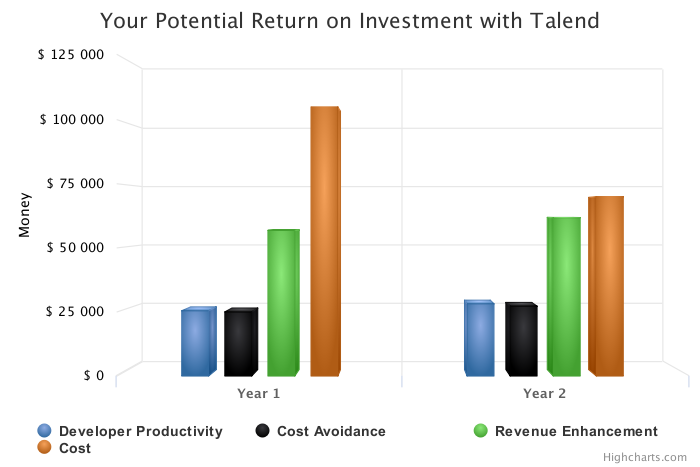 Your Potential Return on Investment with Talend
$ 125 000
$ 100 000
$ 75 000
$ 50 000
$ 25 000
$ 0
Money
Year 1
Year 2
Developer Productivity
Cost Avoidance
Revenue Enhancement
Cost
Highcharts.com